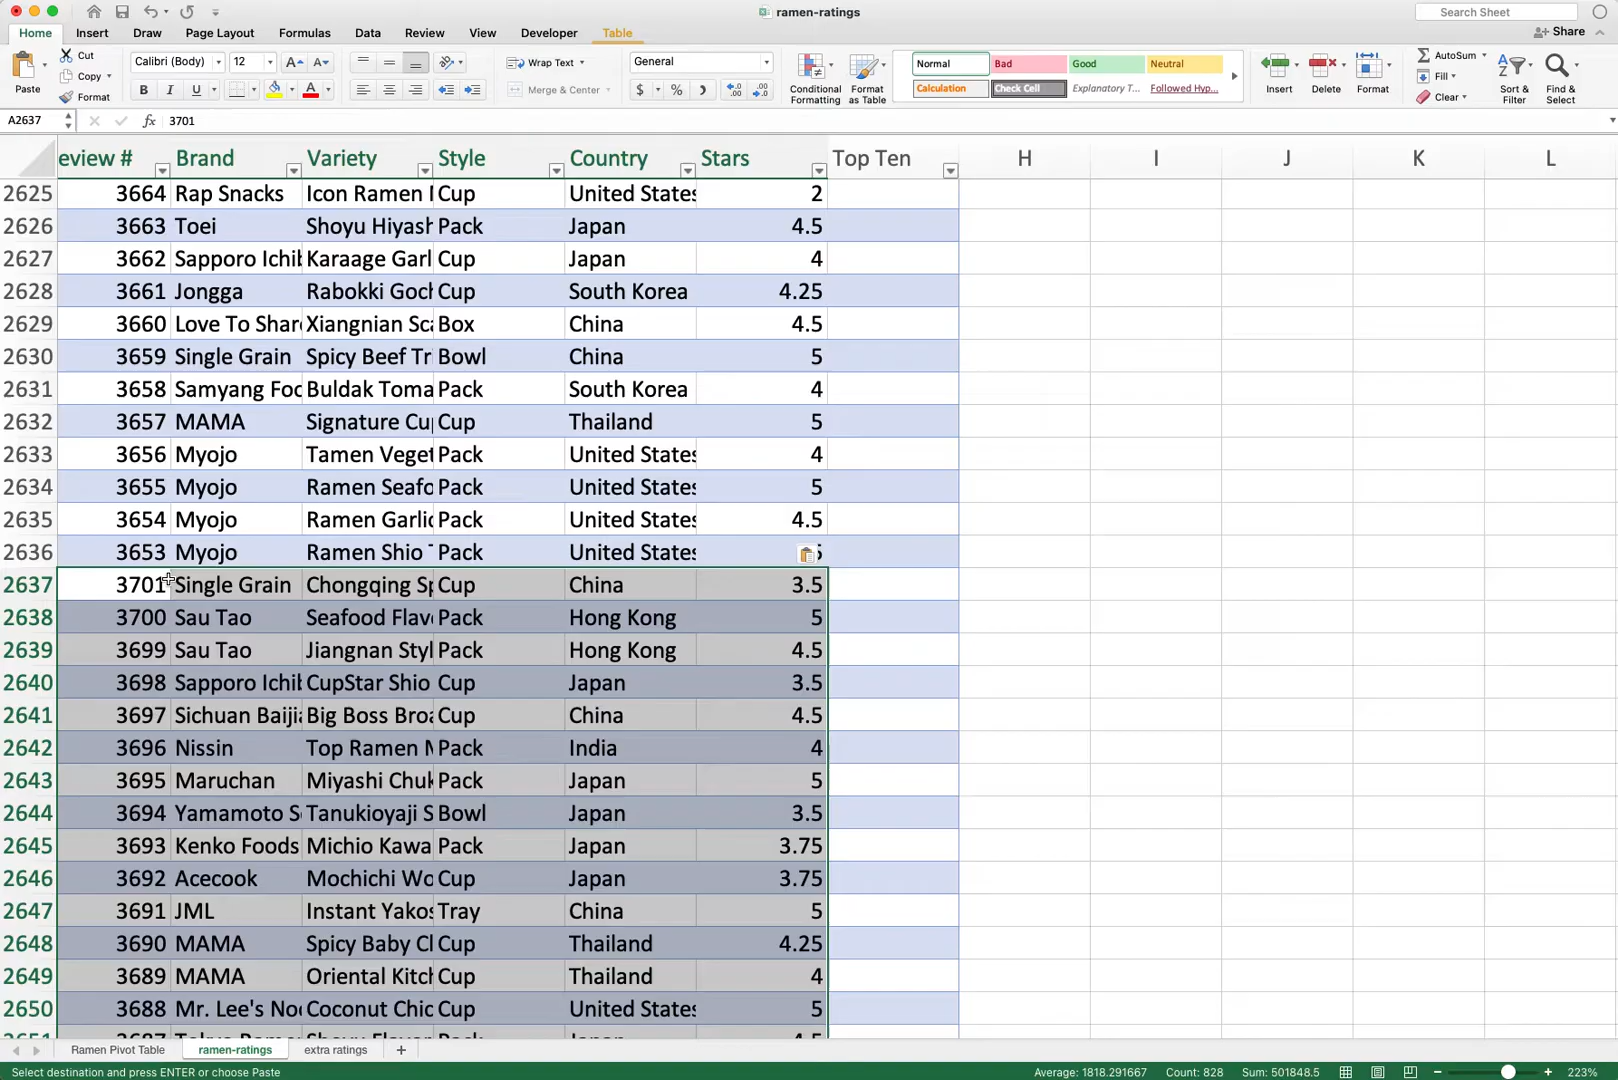 ramen-ratings
Search Sheet
Home Insert Draw Page Layout Formulas Data Review View Developer Table Share
Paste Cut Copy Format
Calibri (Body) 12 A A
B I U A
Wrap Text
Merge & Center
General
$ %
Conditional Formatting
Format as Table
Normal Bad Good Neutral
Calculation Check Cell Explanatory T... Followed Hyp...
Insert Delete Format
AutoSum
Fill
Clear
Sort & Filter
Find & Select
A2637 fx 3701
eview # Brand Variety Style Country Stars Top Ten H I J K L
2625 3664 Rap Snacks Icon Ramen Cup United States 2
2626 3663 Toei Shoyu Hiyash Pack Japan 4.5
2627 3662 Sapporo Ichib Karaage Garl Cup Japan 4
2628 3661 Jongga Rabokki Goch Cup South Korea 4.25
2629 3660 Love To Share Xiangnian Sca Box China 4.5
2630 3659 Single Grain Spicy Beef Tri Bowl China 5
2631 3658 Samyang Foo Buldak Toma Pack South Korea 4
2632 3657 MAMA Signature Cup Cup Thailand 5
2633 3656 Myojo Tamen Veget Pack United States 4
2634 3655 Myojo Ramen Seafo Pack United States 5
2635 3654 Myojo Ramen Garlic Pack United States 4.5
2636 3653 Myojo Ramen Shio Pack United States
2637 3701 Single Grain Chongqing Sp Cup China 3.5
2638 3700 Sau Tao Seafood Flav Pack Hong Kong 5
2639 3699 Sau Tao Jiangnan Styl Pack Hong Kong 4.5
2640 3698 Sapporo Ichib CupStar Shio Cup Japan 3.5
2641 3697 Sichuan Baijia Big Boss Broa Cup China 4.5
2642 3696 Nissin Top Ramen M Pack India 4
2643 3695 Maruchan Miyashi Chuk Pack Japan 5
2644 3694 Yamamoto S Tanukioyaji S Bowl Japan 3.5
2645 3693 Kenko Foods Michio Kawa Pack Japan 3.75
2646 3692 Acecook Mochichi Wo Cup Japan 3.75
2647 3691 JML Instant Yakos Tray China 5
2648 3690 MAMA Spicy Baby Cl Cup Thailand 4.25
2649 3689 MAMA Oriental Kitch Cup Thailand 4
2650 3688 Mr. Lee's Noo Coconut Chic Cup United States 5
Ramen Pivot Table ramen-ratings extra ratings +
Select destination and press ENTER or choose Paste Average: 1818.291667 Count: 828 Sum: 501848.5 223%